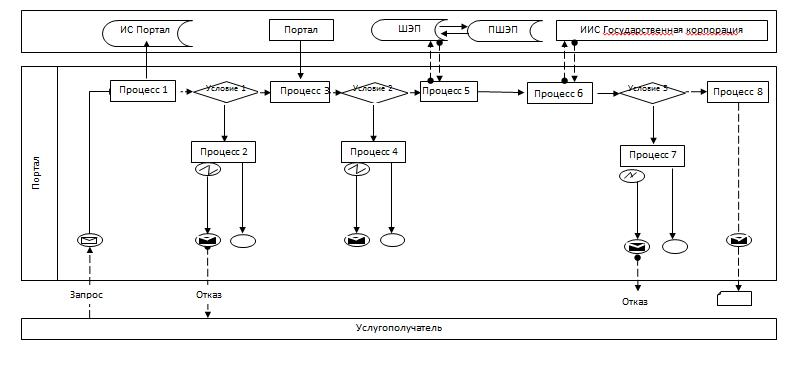 ИС Портал
Портал
ШЭП
ПШЭП
ИИС Государственная корпорация
Процесс 1
Условие 1
Процесс 3
Условие 2
Процесс 5
Процесс 6
Условие 3
Процесс 8
Процесс 2
Процесс 4
Процесс 7
Портал
Запрос
Отказ
Отказ
Услугополучатель